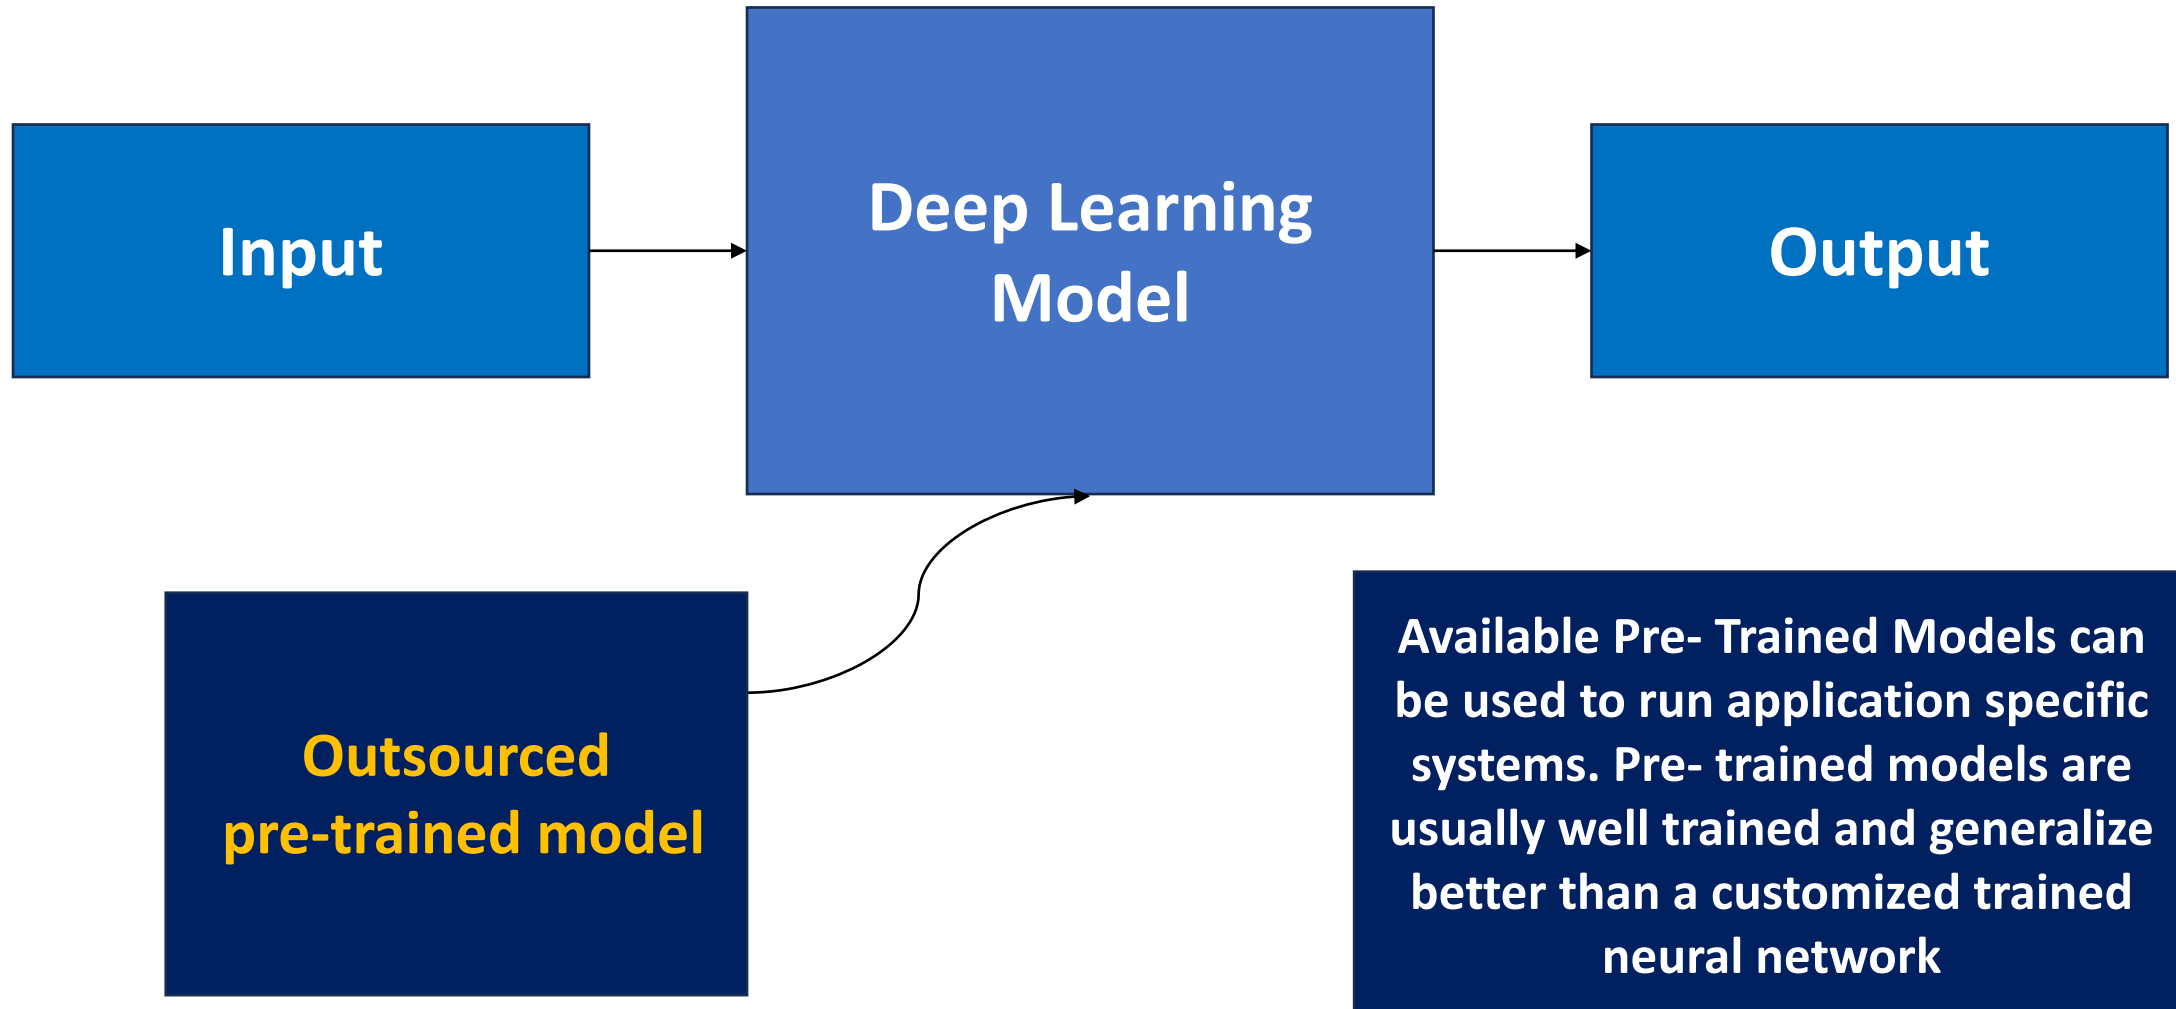 Input
Deep Learning
Model
Output
Outsourced
pre-trained model
Available Pre- Trained Models can
be used to run application specific
systems. Pre- trained models are
usually well trained and generalize
better than a customized trained
neural network